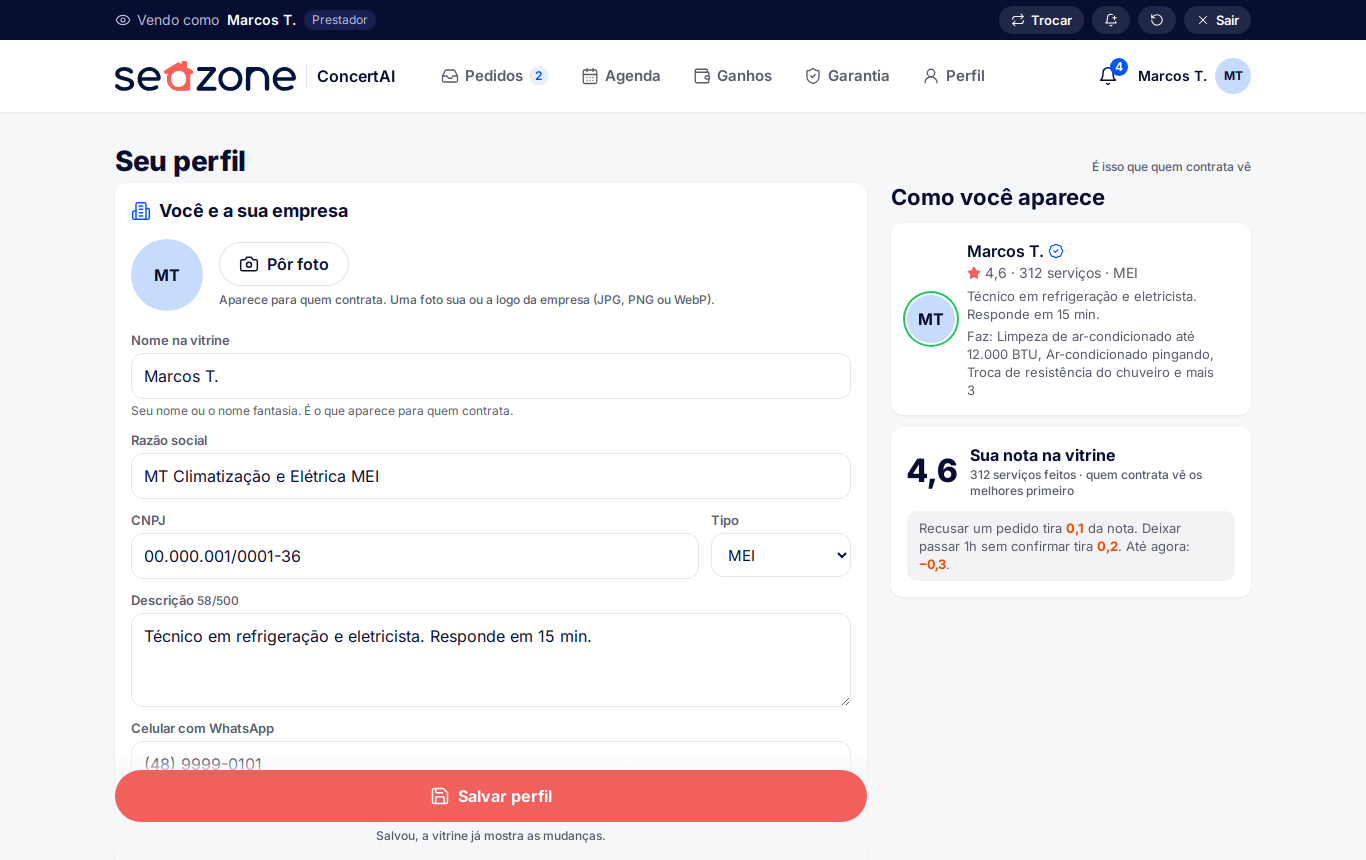 Vendo como Marcos T. Prestador
Trocar
Sair
seazone
ConcertAI
Pedidos 2
Agenda
Ganhos
Garantia
Perfil
4
Marcos T.
MT
Seu perfil
Você e a sua empresa
MT
Pôr foto
Aparece para quem contrata. Uma foto sua ou a logo da empresa (JPG, PNG ou WebP).
Nome na vitrine
Marcos T.
Seu nome ou o nome fantasia. É o que aparece para quem contrata.
Razão social
MT Climatização e Elétrica MEI
CNPJ
00.000.001/0001-36
Tipo
MEI
Descrição 58/500
Técnico em refrigeração e eletricista. Responde em 15 min.
Celular com WhatsApp
(48) 9999-0101
Salvar perfil
Salvou, a vitrine já mostra as mudanças.
É isso que quem contrata vê
Como você aparece
MT
Marcos T.
4,6 · 312 serviços · MEI
Técnico em refrigeração e eletricista.
Responde em 15 min.
Faz: Limpeza de ar-condicionado até
12.000 BTU, Ar-condicionado pingando,
Troca de resistência do chuveiro e mais
3
4,6
Sua nota na vitrine
312 serviços feitos · quem contrata vê os
melhores primeiro
Recusar um pedido tira 0,1 da nota. Deixar
passar 1h sem confirmar tira 0,2. Até agora:
−0,3.